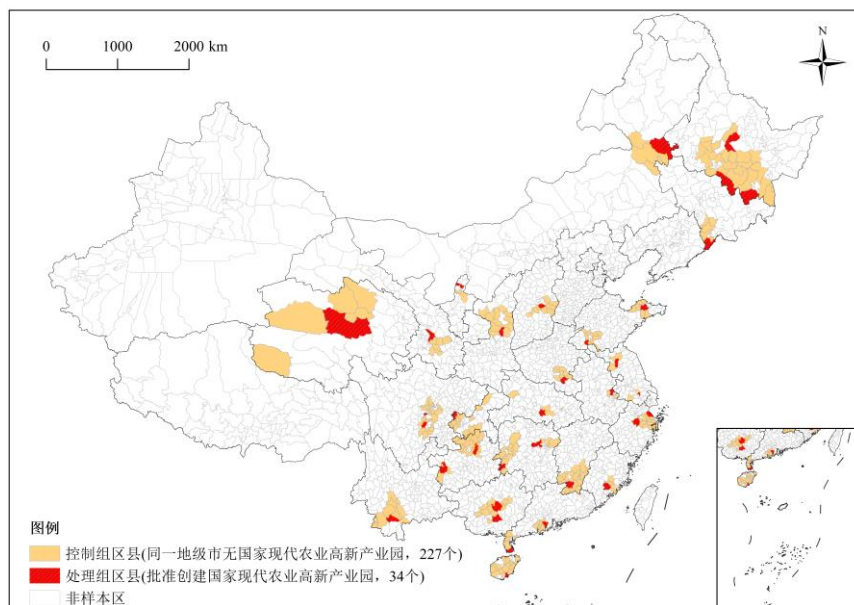 0 1000 2000 km
N
图例
控制组区县(同一地级市无国家现代农业高新产业园，227个)
处理组区县(批准创建国家现代农业高新产业园，34个)
非样本区